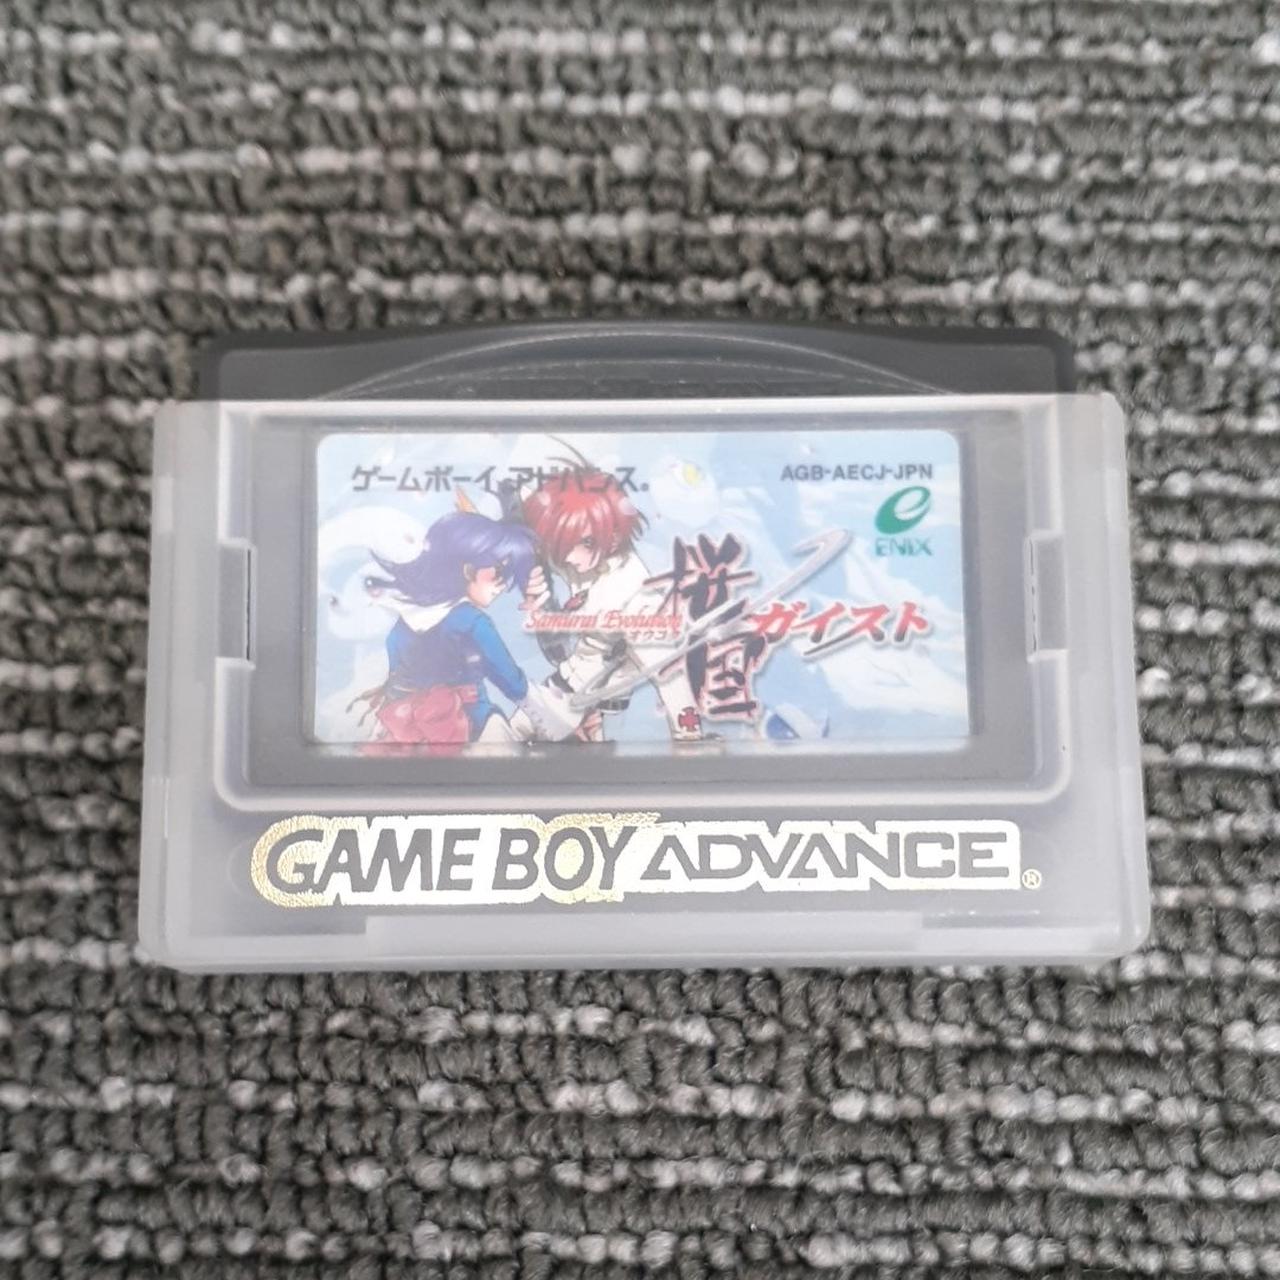 ゲームボーイ アドバンス。
AGB-AECJ-JPN
ENIX
Samurai Evolution
オウコク
桜国ガイスト
GAME BOY ADVANCE®